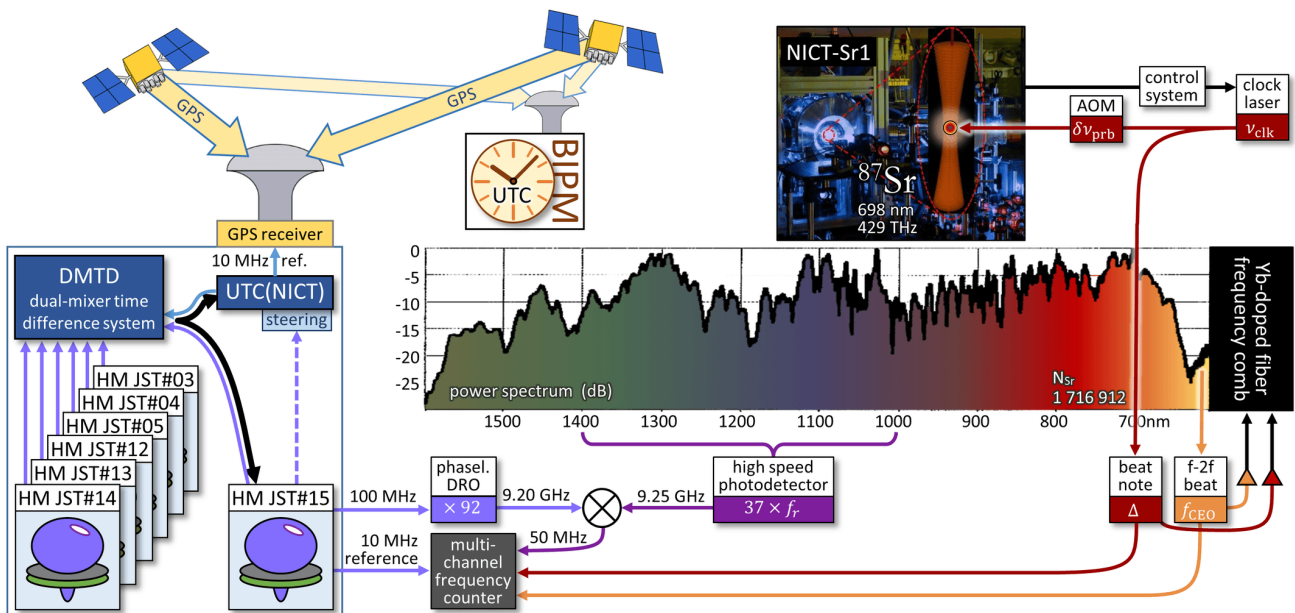 GPS
GPS
UTC
BIPM
GPS receiver
10 MHz ref.
DMTD
dual-mixer time
difference system
UTC(NICT)
steering
HM JST#03
HM JST#04
HM JST#05
HM JST#12
HM JST#13
HM JST#14
HM JST#15
NICT-Sr1
⁸⁷Sr
698 nm
429 THz
control
system
clock
laser
ν_clk
AOM
δν_prb
0
-5
-10
-15
-20
-25
power spectrum (dB)
N_Sr
1 716 912
1500
1400
1300
1200
1100
1000
900
800
700nm
Yb-doped fiber
frequency comb
100 MHz
phasel.
DRO
× 92
9.20 GHz
9.25 GHz
high speed
photodetector
37 × f_r
50 MHz
10 MHz
reference
multi-
channel
frequency
counter
beat
note
Δ
f-2f
beat
f_CEO